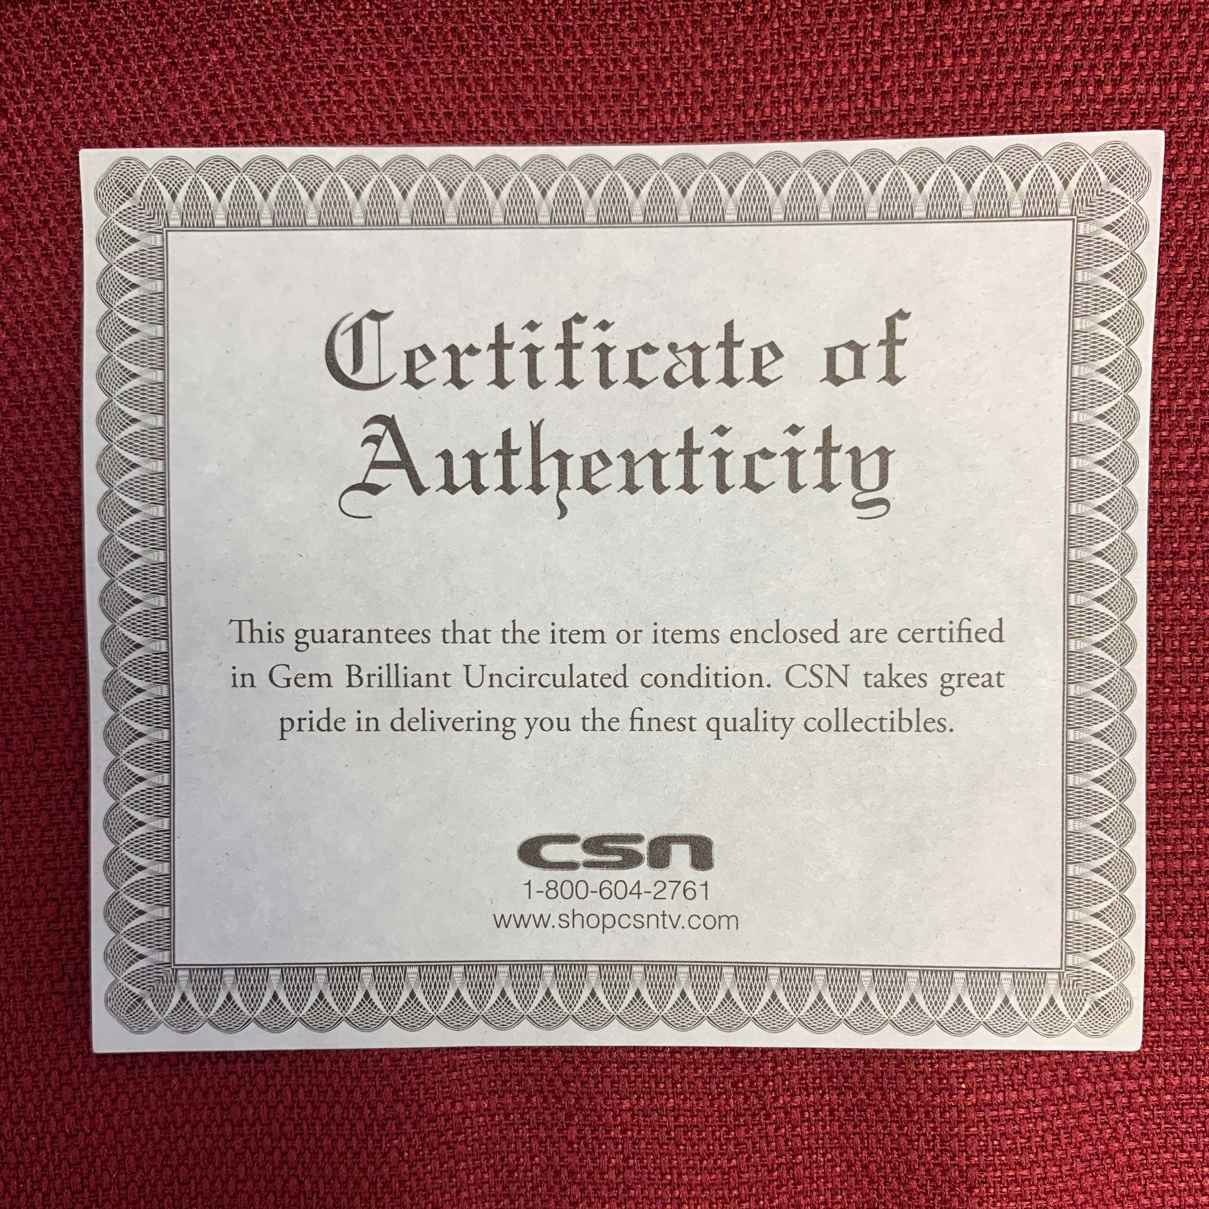 Certificate of
Authenticity
This guarantees that the item or items enclosed are certified
in Gem Brilliant Uncirculated condition. CSN takes great
pride in delivering you the finest quality collectibles.
csn
1-800-604-2761
www.shopcsntv.com